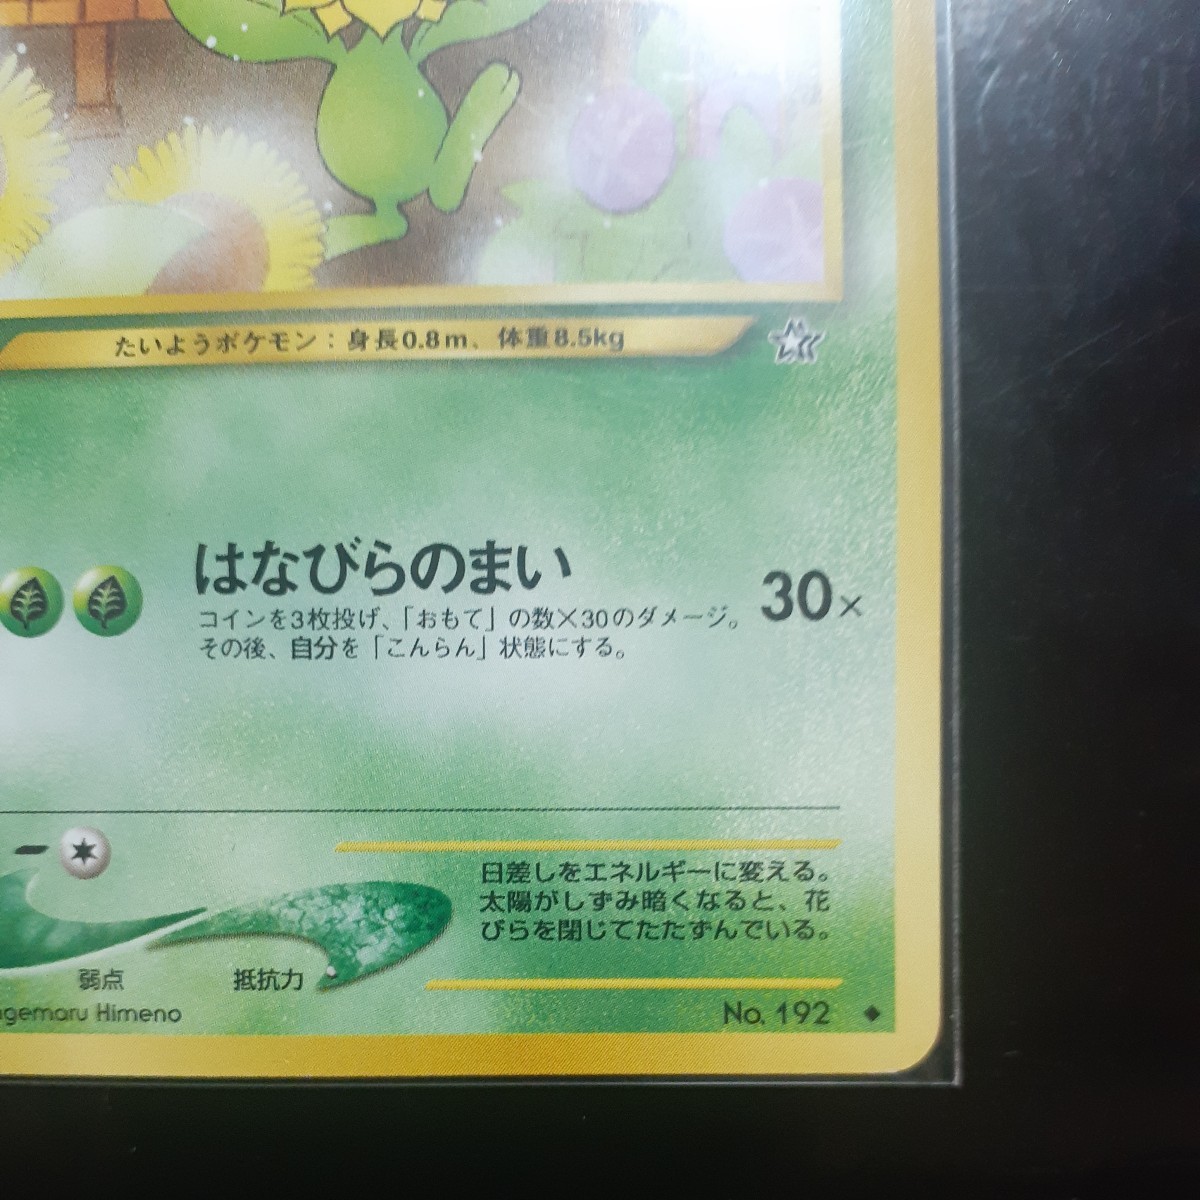 たいようポケモン：身長0.8m、体重8.5kg
はなびらのまい
30×
コインを3枚投げ、「おもて」の数×30のダメージ。
その後、自分を「こんらん」状態にする。
日差しをエネルギーに変える。
太陽がしずみ暗くなると、花
びらを閉じてたたずんでいる。
弱点 抵抗力
gemaru Himeno
No. 192 ◆